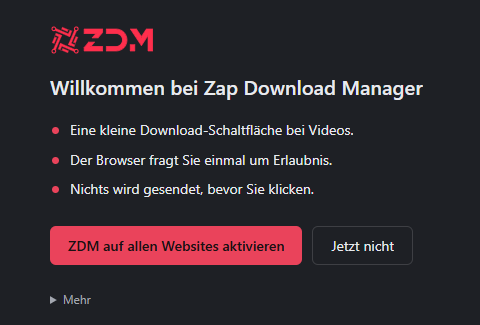 ZDM
Willkommen bei Zap Download Manager
Eine kleine Download-Schaltfläche bei Videos.
Der Browser fragt Sie einmal um Erlaubnis.
Nichts wird gesendet, bevor Sie klicken.
ZDM auf allen Websites aktivieren
Jetzt nicht
Mehr